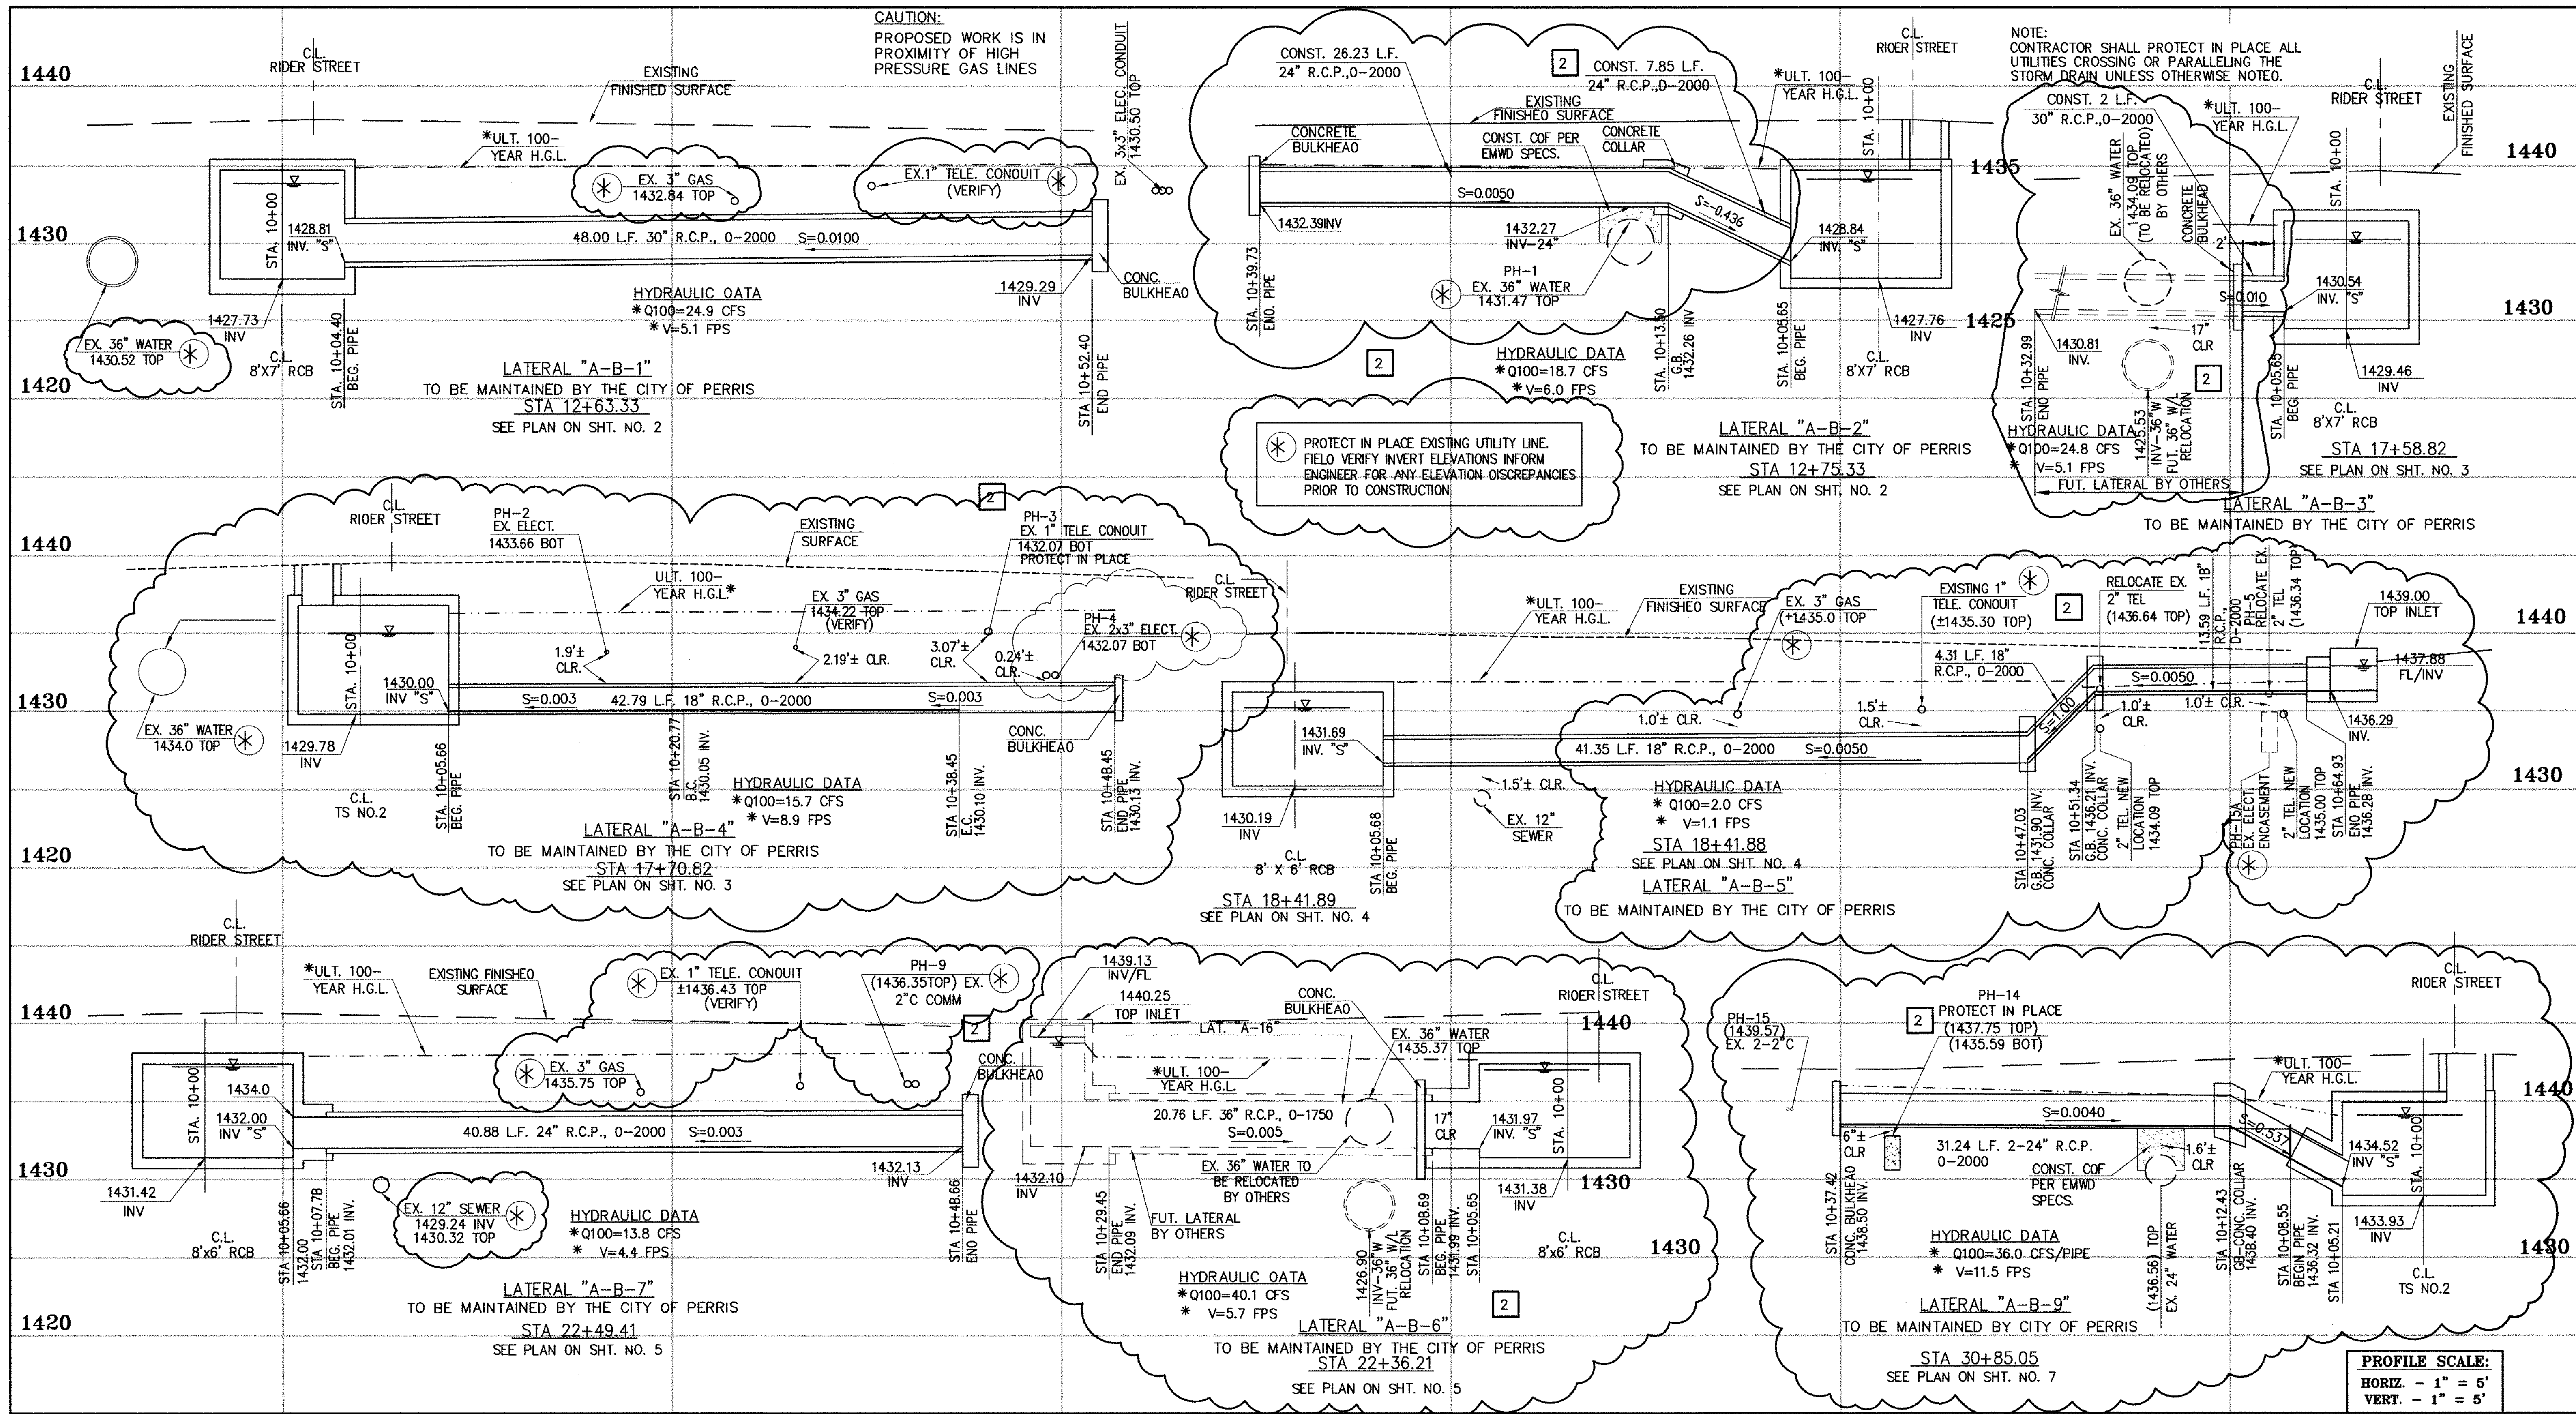 CAUTION:
PROPOSED WORK IS IN
PROXIMITY OF HIGH
PRESSURE GAS LINES
1440
1430
1420
C.L.
RIDER STREET
EXISTING
FINISHED SURFACE
*ULT. 100-
YEAR H.G.L.
EX. 3" GAS
1432.84 TOP
EX.1" TELE. CONDUIT
(VERIFY)
EX. 3x3" ELEC. CONDUIT
1430.50 TOP
STA. 10+00
1428.81
INV. "S"
48.00 L.F. 30" R.C.P., 0-2000 S=0.0100
HYDRAULIC OATA
*Q100=24.9 CFS
*V=5.1 FPS
1429.29
INV
CONC.
BULKHEAO
1427.73
INV
EX. 36" WATER
1430.52 TOP
C.L.
8'X7' RCB
STA. 10+04.40
BEG. PIPE
STA 10+52.40
END PIPE
LATERAL "A-B-1"
TO BE MAINTAINED BY THE CITY OF PERRIS
STA 12+63.33
SEE PLAN ON SHT. NO. 2
CONST. 26.23 L.F.
24" R.C.P.,0-2000
2
CONST. 7.85 L.F.
24" R.C.P.,D-2000
*ULT. 100-
YEAR H.G.L.
C.L.
RIOER STREET
STA. 10+00
EXISTING
FINISHEO SURFACE
CONCRETE
BULKHEAO
CONST. COF PER
EMWD SPECS.
CONCRETE
COLLAR
1435
S=0.0050
S=-0.436
1432.39INV
1432.27
INV-24"
1428.84
INV "S"
PH-1
EX. 36" WATER
1431.47 TOP
STA. 10+39.73
ENO. PIPE
STA. 10+13.50
G.B.
1432.26 INV
STA. 10+05.65
BEG. PIPE
1427.76
INV
1425
C.L.
8'X7' RCB
2
HYDRAULIC DATA
*Q100=18.7 CFS
*V=6.0 FPS
LATERAL "A-B-2"
TO BE MAINTAINED BY THE CITY OF PERRIS
STA 12+75.33
SEE PLAN ON SHT. NO. 2
PROTECT IN PLACE EXISTING UTILITY LINE.
FIELO VERIFY INVERT ELEVATIONS INFORM
ENGINEER FOR ANY ELEVATION OISCREPANCIES
PRIOR TO CONSTRUCTION
NOTE:
CONTRACTOR SHALL PROTECT IN PLACE ALL
UTILITIES CROSSING OR PARALLELING THE
STORM DRAIN UNLESS OTHERWISE NOTEO.
CONST. 2 L.F.
30" R.C.P.,0-2000
*ULT. 100-
YEAR H.G.L.
C.L.
RIDER STREET
EXISTING
FINISHED SURFACE
1440
1430
EX. 36" WATER
1434.09 TOP
(TO BE RELOCATED)
BY OTHERS
CONCRETE
BULKHEAD
2'
STA. 10+00
S=0.010
1430.54
INV. "S"
17"
CLR
1430.81
INV.
STA. 10+32.99
ENO PIPE
1425.53
INV-36"W
FUT. 36" W/L
RELOCATION
2
STA. 10+05.65
BEG. PIPE
1429.46
INV
C.L.
8'X7' RCB
HYDRAULIC DATA
*Q100=24.8 CFS
* V=5.1 FPS
FUT. LATERAL BY OTHERS
STA 17+58.82
SEE PLAN ON SHT. NO. 3
LATERAL "A-B-3"
TO BE MAINTAINED BY THE CITY OF PERRIS
1440
1430
1420
C.L.
RIOER STREET
PH-2
EX. ELECT.
1433.66 BOT
EXISTING
SURFACE
2
PH-3
EX. 1" TELE. CONOUIT
1432.07 BOT
PROTECT IN PLACE
ULT. 100-
YEAR H.G.L.*
EX. 3" GAS
1434.22 TOP
(VERIFY)
PH-4
EX. 2x3" ELECT.
1432.07 BOT
1.9'±
CLR.
2.19'± CLR.
3.07'±
CLR.
0.24'±
CLR.
STA. 10+00
1430.00
INV "S"
S=0.003
42.79 L.F. 18" R.C.P., 0-2000
S=0.003
EX. 36" WATER
1434.0 TOP
1429.78
INV
C.L.
TS NO.2
STA. 10+05.66
BEG. PIPE
STA 10+20.77
B.C.
1430.05 INV.
STA 10+38.45
E.C.
1430.10 INV.
CONC.
BULKHEAO
STA 10+4B.45
END PIPE
1430.13 INV.
HYDRAULIC DATA
*Q100=15.7 CFS
* V=8.9 FPS
LATERAL "A-B-4"
TO BE MAINTAINED BY THE CITY OF PERRIS
STA 17+70.82
SEE PLAN ON SHT. NO. 3
C.L
RIDER STREET
*ULT. 100-
YEAR H.G.L.
EXISTING
FINISHEO SURFACE
EX. 3" GAS
(+1435.0 TOP
EXISTING 1"
TELE. CONDUIT
(±1435.30 TOP)
2
RELOCATE EX.
2" TEL
(1436.64 TOP)
13.59 L.F. 1B"
R.C.P.,
D-2000
PH-5
RELOCATE EX.
2" TEL
(1436.34 TOP)
1439.00
TOP INLET
1440
1430
4.31 L.F. 18"
R.C.P., 0-2000
S=0.0050
1437.88
FL/INV
1.0'± CLR.
1.5'±
CLR.
S=1.00
1.0'±
CLR.
1.0'± CLR.
1436.29
INV.
1431.69
INV. "S"
41.35 L.F. 18" R.C.P., 0-2000 S=0.0050
1430.19
INV
STA 10+05.68
BEG. PIPE
1.5'± CLR.
EX. 12"
SEWER
HYDRAULIC DATA
* Q100=2.0 CFS
* V=1.1 FPS
STA 18+41.88
SEE PLAN ON SHT. NO. 4
LATERAL "A-B-5"
TO BE MAINTAINED BY THE CITY OF PERRIS
C.L.
8' X 6' RCB
STA 18+41.89
SEE PLAN ON SHT. NO. 4
STA.10+47.03
G.B. 1431.90 INV.
CONC. COLLAR
STA 10+51.34
G.B. 1436.21 INV.
CONC. COLLAR
2" TEL. NEW
LOCATION
1434.09 TOP
PH-15A
EX. ELECT.
ENCASEMENT
2" TEL. NEW
LOCATION
1435.00 TOP
STA 10+64.93
ENO PIPE
1436.2B INV.
1440
1430
1420
C.L.
RIDER STREET
*ULT. 100-
YEAR H.G.L.
EXISTING FINISHEO
SURFACE
EX. 1" TELE. CONOUIT
±1436.43 TOP
(VERIFY)
PH-9
(1436.35TOP) EX.
2"C COMM
2
EX. 3" GAS
1435.75 TOP
CONC.
BULKHEAO
STA. 10+00
1434.0
1432.00
INV "S"
40.88 L.F. 24" R.C.P., 0-2000 S=0.003
1431.42
INV
C.L.
8'x6' RCB
STA 10+05.66
1432.00
STA 10+07.7B
BEG. PIPE
1432.01 INV.
EX. 12" SEWER
1429.24 INV
1430.32 TOP
HYDRAULIC DATA
*Q100=13.8 CFS
* V=4.4 FPS
1432.13
INV
STA 10+4B.66
ENO PIPE
LATERAL "A-B-7"
TO BE MAINTAINED BY THE CITY OF PERRIS
STA 22+49.41
SEE PLAN ON SHT. NO. 5
1439.13
INV/FL
1440.25
TOP INLET
CONC.
BULKHEAO
C.L.
RIOER STREET
LAT. "A-16"
EX. 36" WATER
1435.37 TOP
1440
*ULT. 100-
YEAR H.G.L.
20.76 L.F. 36" R.C.P., 0-1750
S=0.005
17"
CLR
1431.97
INV. "S"
STA. 10+00
1432.10
INV
EX. 36" WATER TO
BE RELOCATED
BY OTHERS
1431.38
INV
1430
STA 10+29.45
END PIPE
1432.09 INV.
FUT. LATERAL
BY OTHERS
1426.90
INV-36"W
FUT. 36" W/L
RELOCATION
STA 10+0B.69
BEG. PIPE
1431.99 INV.
STA 10+05.65
C.L.
8'x6' RCB
1430
HYDRAULIC OATA
*Q100=40.1 CFS
* V=5.7 FPS
2
LATERAL "A-B-6"
TO BE MAINTAINED BY THE CITY OF PERRIS
STA 22+36.21
SEE PLAN ON SHT. NO. 5
PH-15
(1439.57)
EX. 2-2"C
2
PH-14
PROTECT IN PLACE
(1437.75 TOP)
(1435.59 BOT)
C.L.
RIOER STREET
*ULT. 100-
YEAR H.G.L.
1440
S=0.0040
S=0.537
6"±
CLR
31.24 L.F. 2-24" R.C.P.
0-2000
CONST. COF
PER EMWD
SPECS.
1.6'±
CLR
1434.52
INV "S"
STA. 10+00
STA 10+37.42
CONC. BULKHEAO
1438.50 INV.
(1436.56) TOP
EX. 24" WATER
STA 10+12.43
GB-CONC. COLLAR
1438.40 INV.
STA 10+08.55
BEGIN PIPE
1436.32 INV.
STA 10+05.21
1433.93
INV
1430
C.L.
TS NO.2
HYDRAULIC DATA
* Q100=36.0 CFS/PIPE
* V=11.5 FPS
LATERAL "A-B-9"
TO BE MAINTAINED BY CITY OF PERRIS
STA 30+85.05
SEE PLAN ON SHT. NO. 7
PROFILE SCALE:
HORIZ. - 1" = 5'
VERT. - 1" = 5'